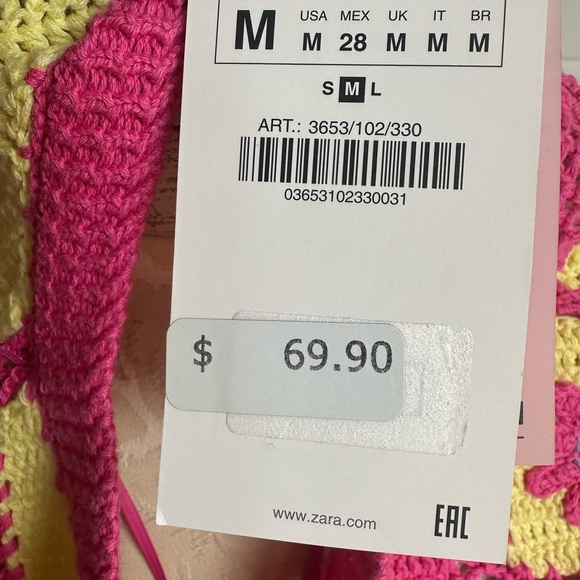 USA MEX UK IT BR
M M 28 M M M
S M L
ART.: 3653/102/330
03653102330031
$ 69.90
www.zara.com
EAC